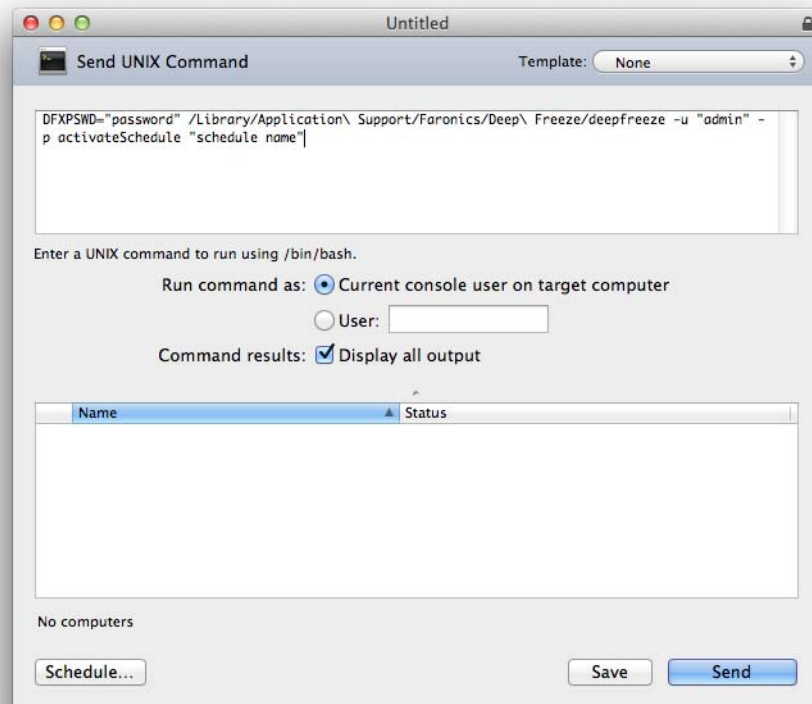 Untitled
Send UNIX Command
Template: None
DFXPSWD="password" /Library/Application\ Support/Faronics/Deep\ Freeze/deepfreeze -u "admin" -
p activateSchedule "schedule name"
Enter a UNIX command to run using /bin/bash.
Run command as: Current console user on target computer
User:
Command results: Display all output
Name Status
No computers
Schedule... Save Send